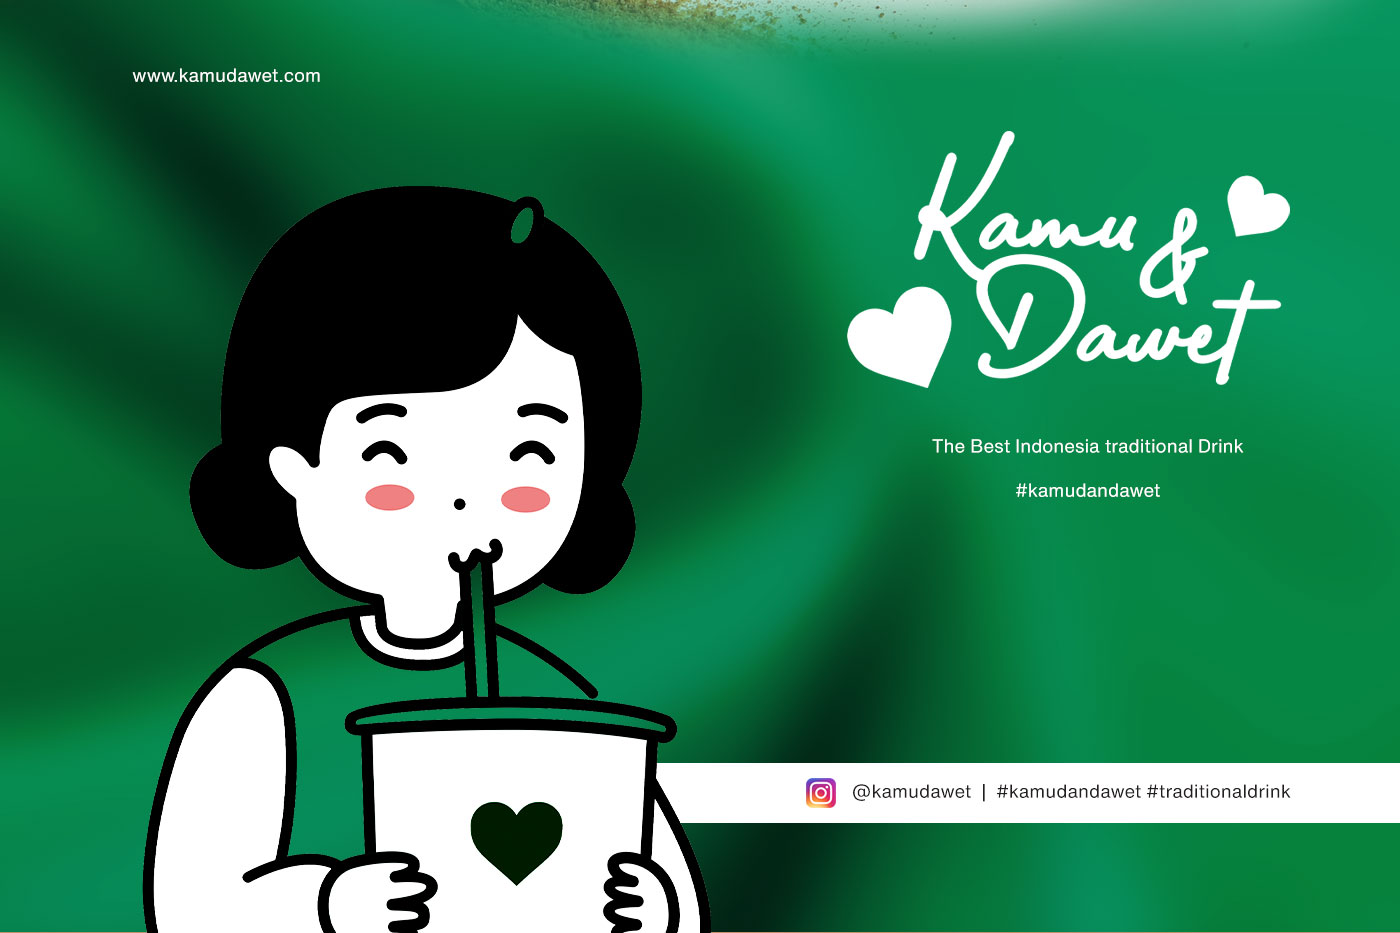 www.kamudawet.com
Kamu &
Dawet
The Best Indonesia traditional Drink
#kamudandawet
@kamudawet | #kamudandawet #traditionaldrink